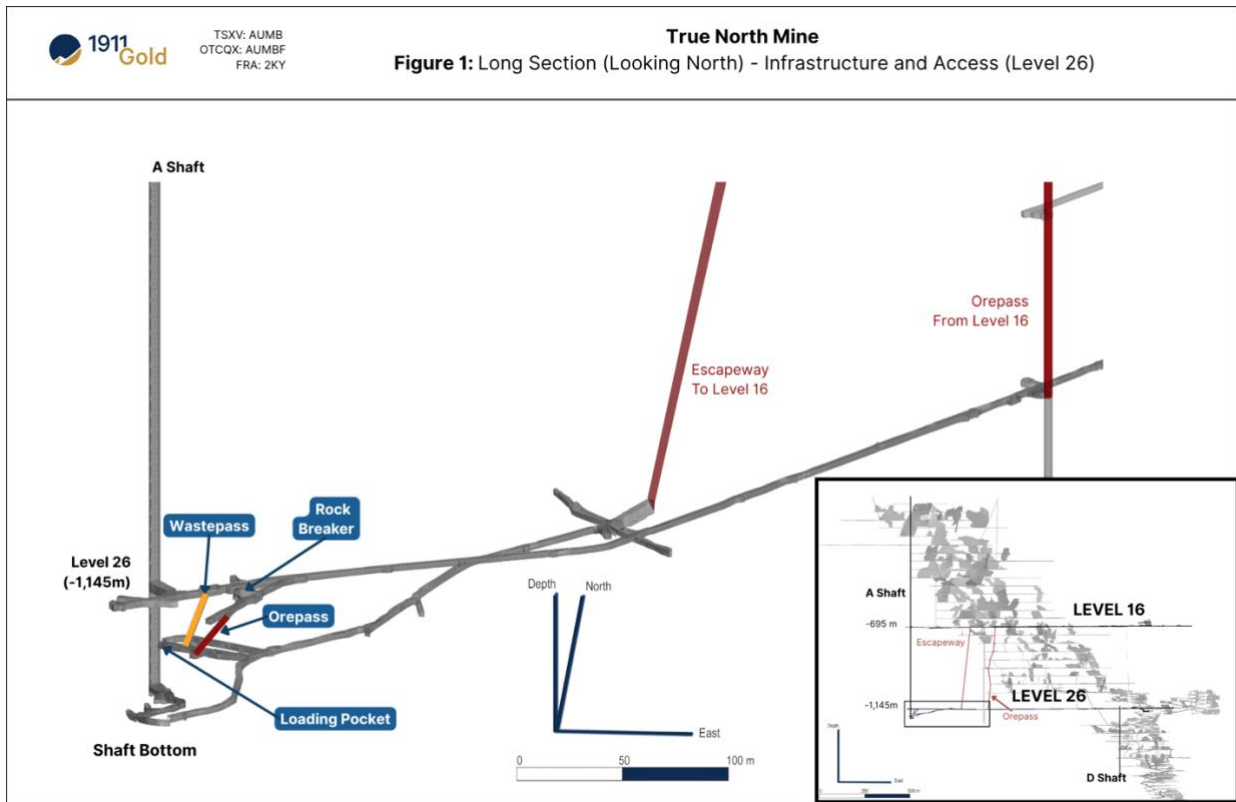 1911
Gold
TSXV: AUMB
OTCQX: AUMBF
FRA: 2KY
True North Mine
Figure 1: Long Section (Looking North) - Infrastructure and Access (Level 26)
A Shaft
Orepass
From Level 16
Escapeway
To Level 16
Rock
Breaker
Wastepass
Level 26
(-1,145m)
Orepass
Loading Pocket
Shaft Bottom
Depth
North
East
0
50
100 m
A Shaft
-695 m
LEVEL 16
Escapeway
LEVEL 26
-1,145m
Orepass
Depth
East
D Shaft
0
250
500 m